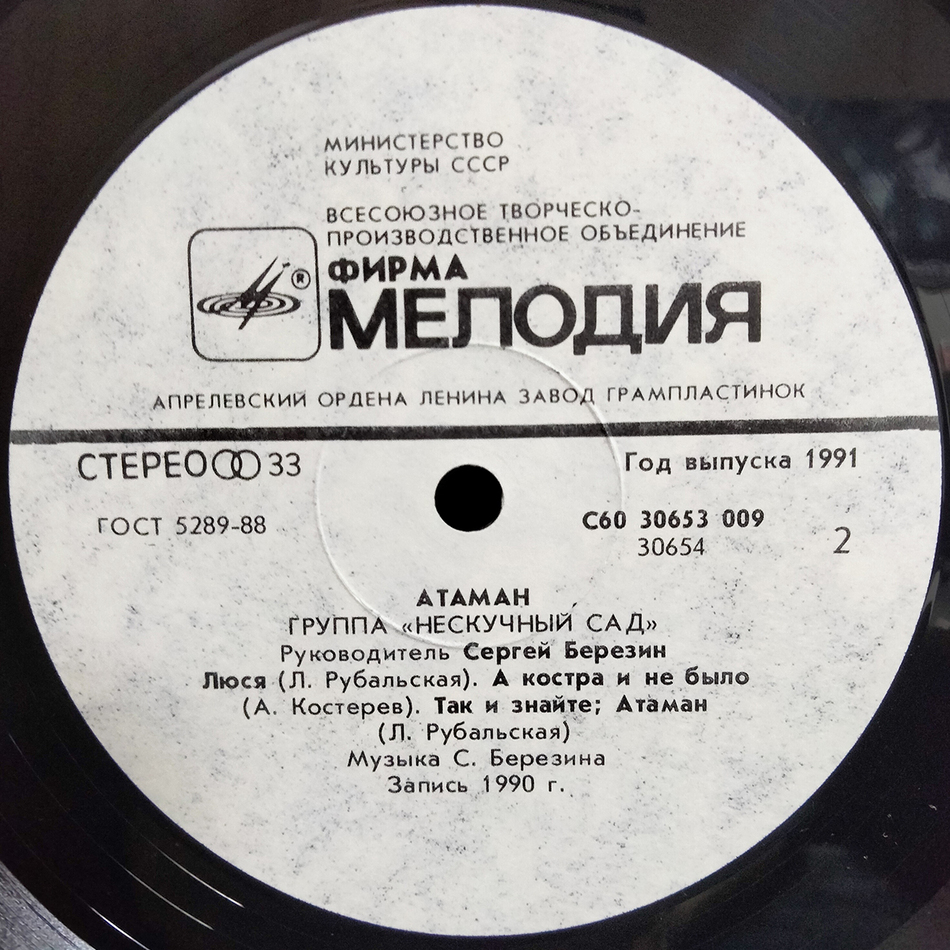 МИНИСТЕРСТВО
КУЛЬТУРЫ СССР
ВСЕСОЮЗНОЕ ТВОРЧЕСКО-
ПРОИЗВОДСТВЕННОЕ ОБЪЕДИНЕНИЕ
®
ФИРМА
МЕЛОДИЯ
АПРЕЛЕВСКИЙ ОРДЕНА ЛЕНИНА ЗАВОД ГРАМПЛАСТИНОК
СТЕРЕО 33
Год выпуска 1991
ГОСТ 5289-88
С60 30653 009
30654
2
АТАМАН
ГРУППА «НЕСКУЧНЫЙ САД»
Руководитель Сергей Березин
Люся (Л. Рубальская). А костра и не было
(А. Костерев). Так и знайте; Атаман
(Л. Рубальская)
Музыка С. Березина
Запись 1990 г.